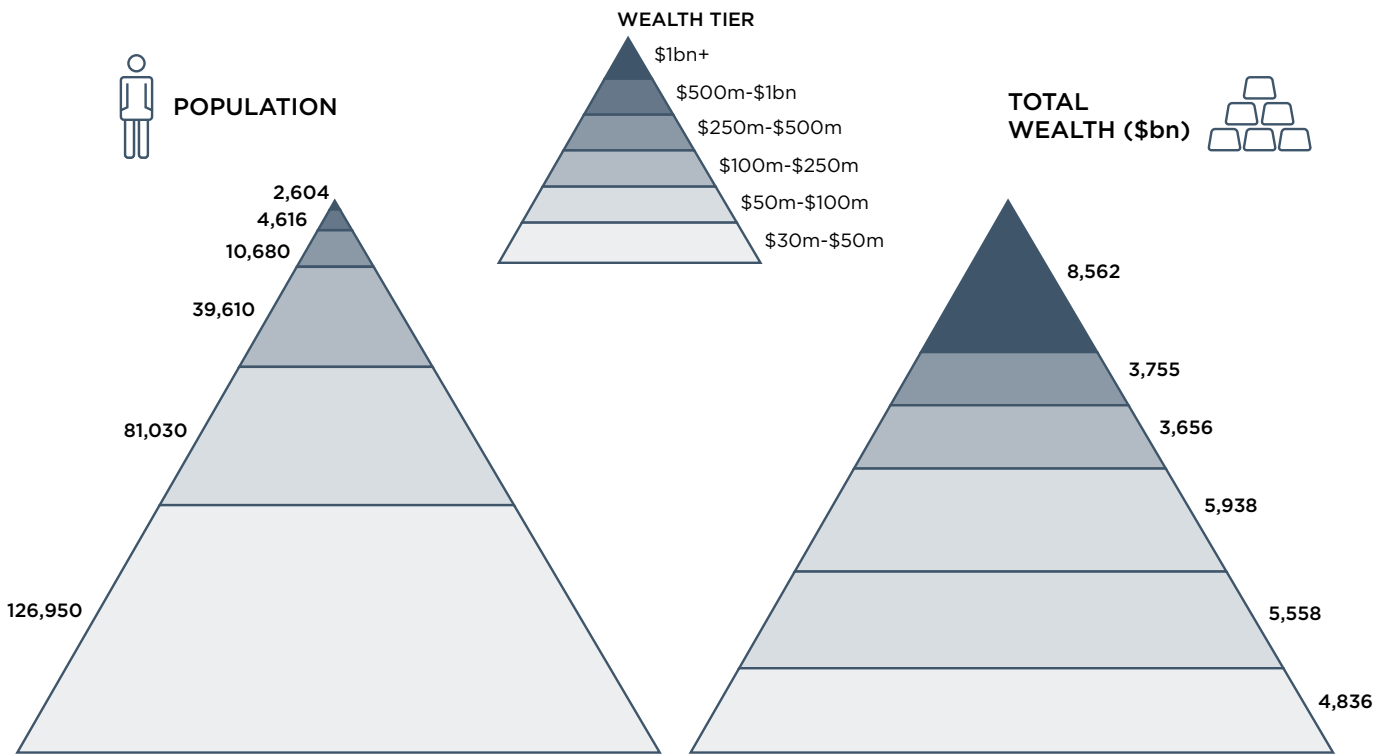 WEALTH TIER
$1bn+
$500m-$1bn
$250m-$500m
$100m-$250m
$50m-$100m
$30m-$50m
POPULATION
2,604
4,616
10,680
39,610
81,030
126,950
TOTAL
WEALTH ($bn)
8,562
3,755
3,656
5,938
5,558
4,836